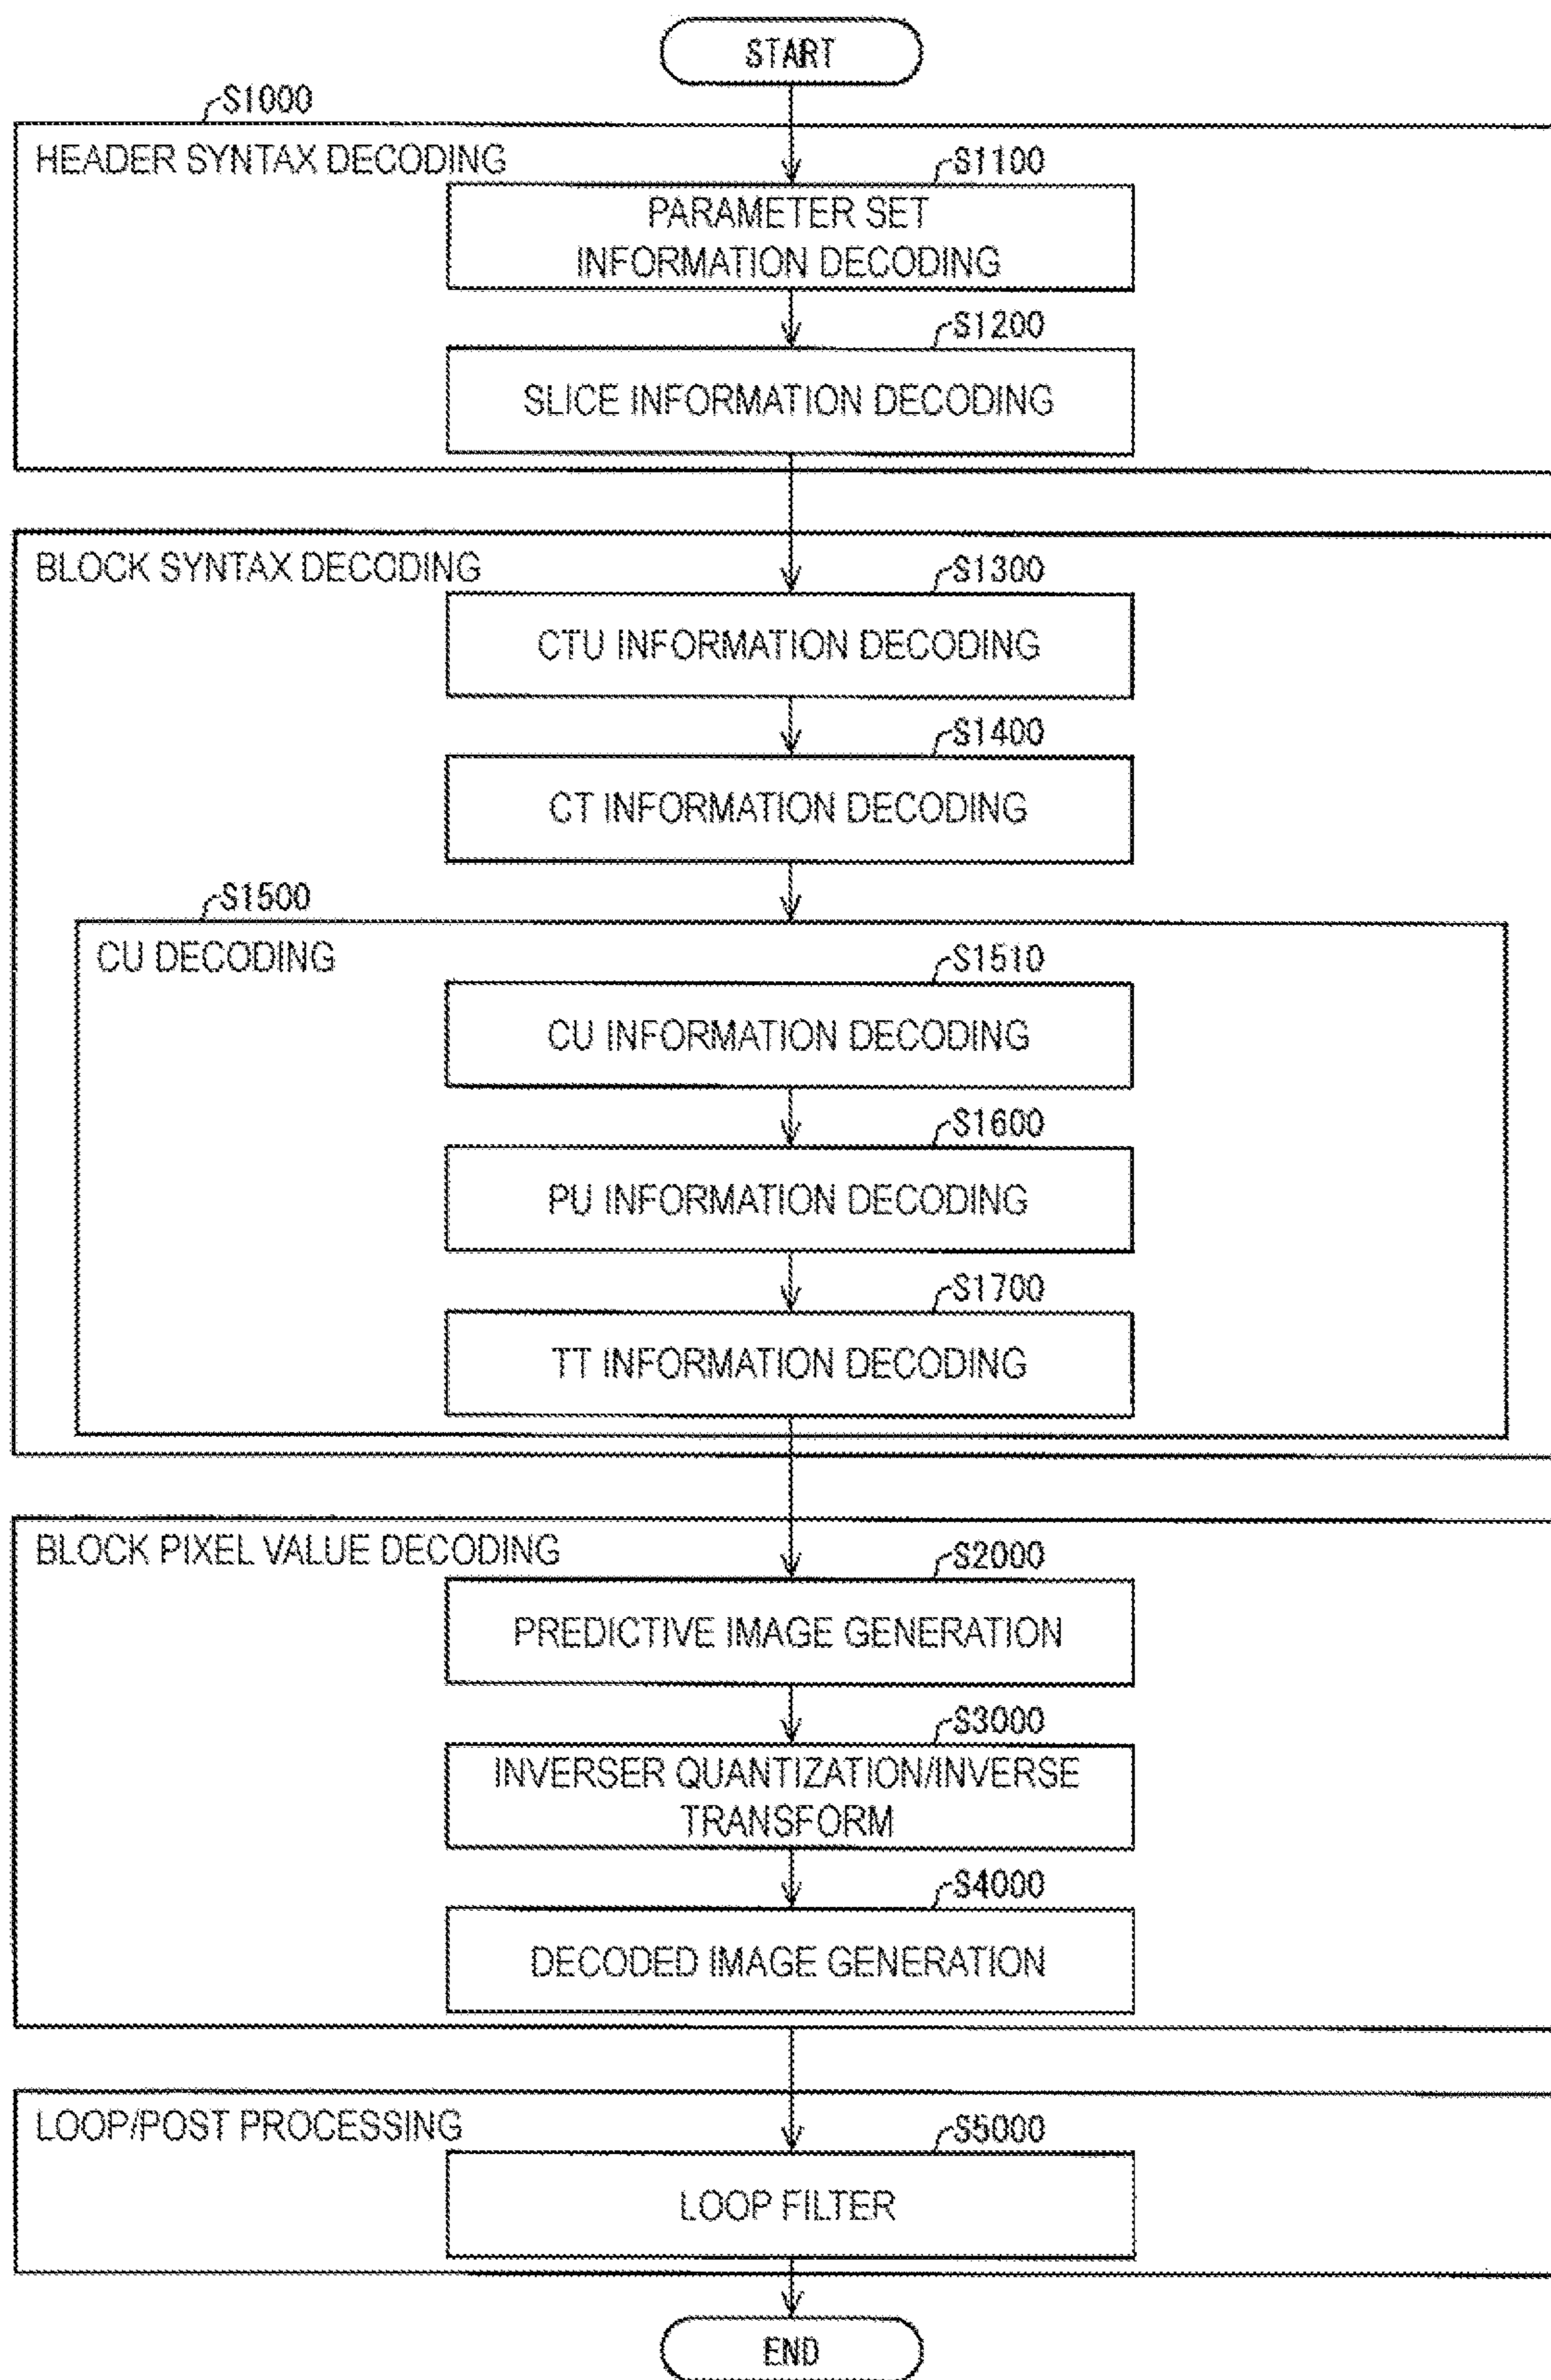 START
S1000
HEADER SYNTAX DECODING
S1100
PARAMETER SET
INFORMATION DECODING
S1200
SLICE INFORMATION DECODING
BLOCK SYNTAX DECODING
S1300
CTU INFORMATION DECODING
S1400
CT INFORMATION DECODING
S1500
CU DECODING
S1510
CU INFORMATION DECODING
S1600
PU INFORMATION DECODING
S1700
TT INFORMATION DECODING
BLOCK PIXEL VALUE DECODING
S2000
PREDICTIVE IMAGE GENERATION
S3000
INVERSER QUANTIZATION/INVERSE
TRANSFORM
S4000
DECODED IMAGE GENERATION
LOOP/POST PROCESSING
S5000
LOOP FILTER
END